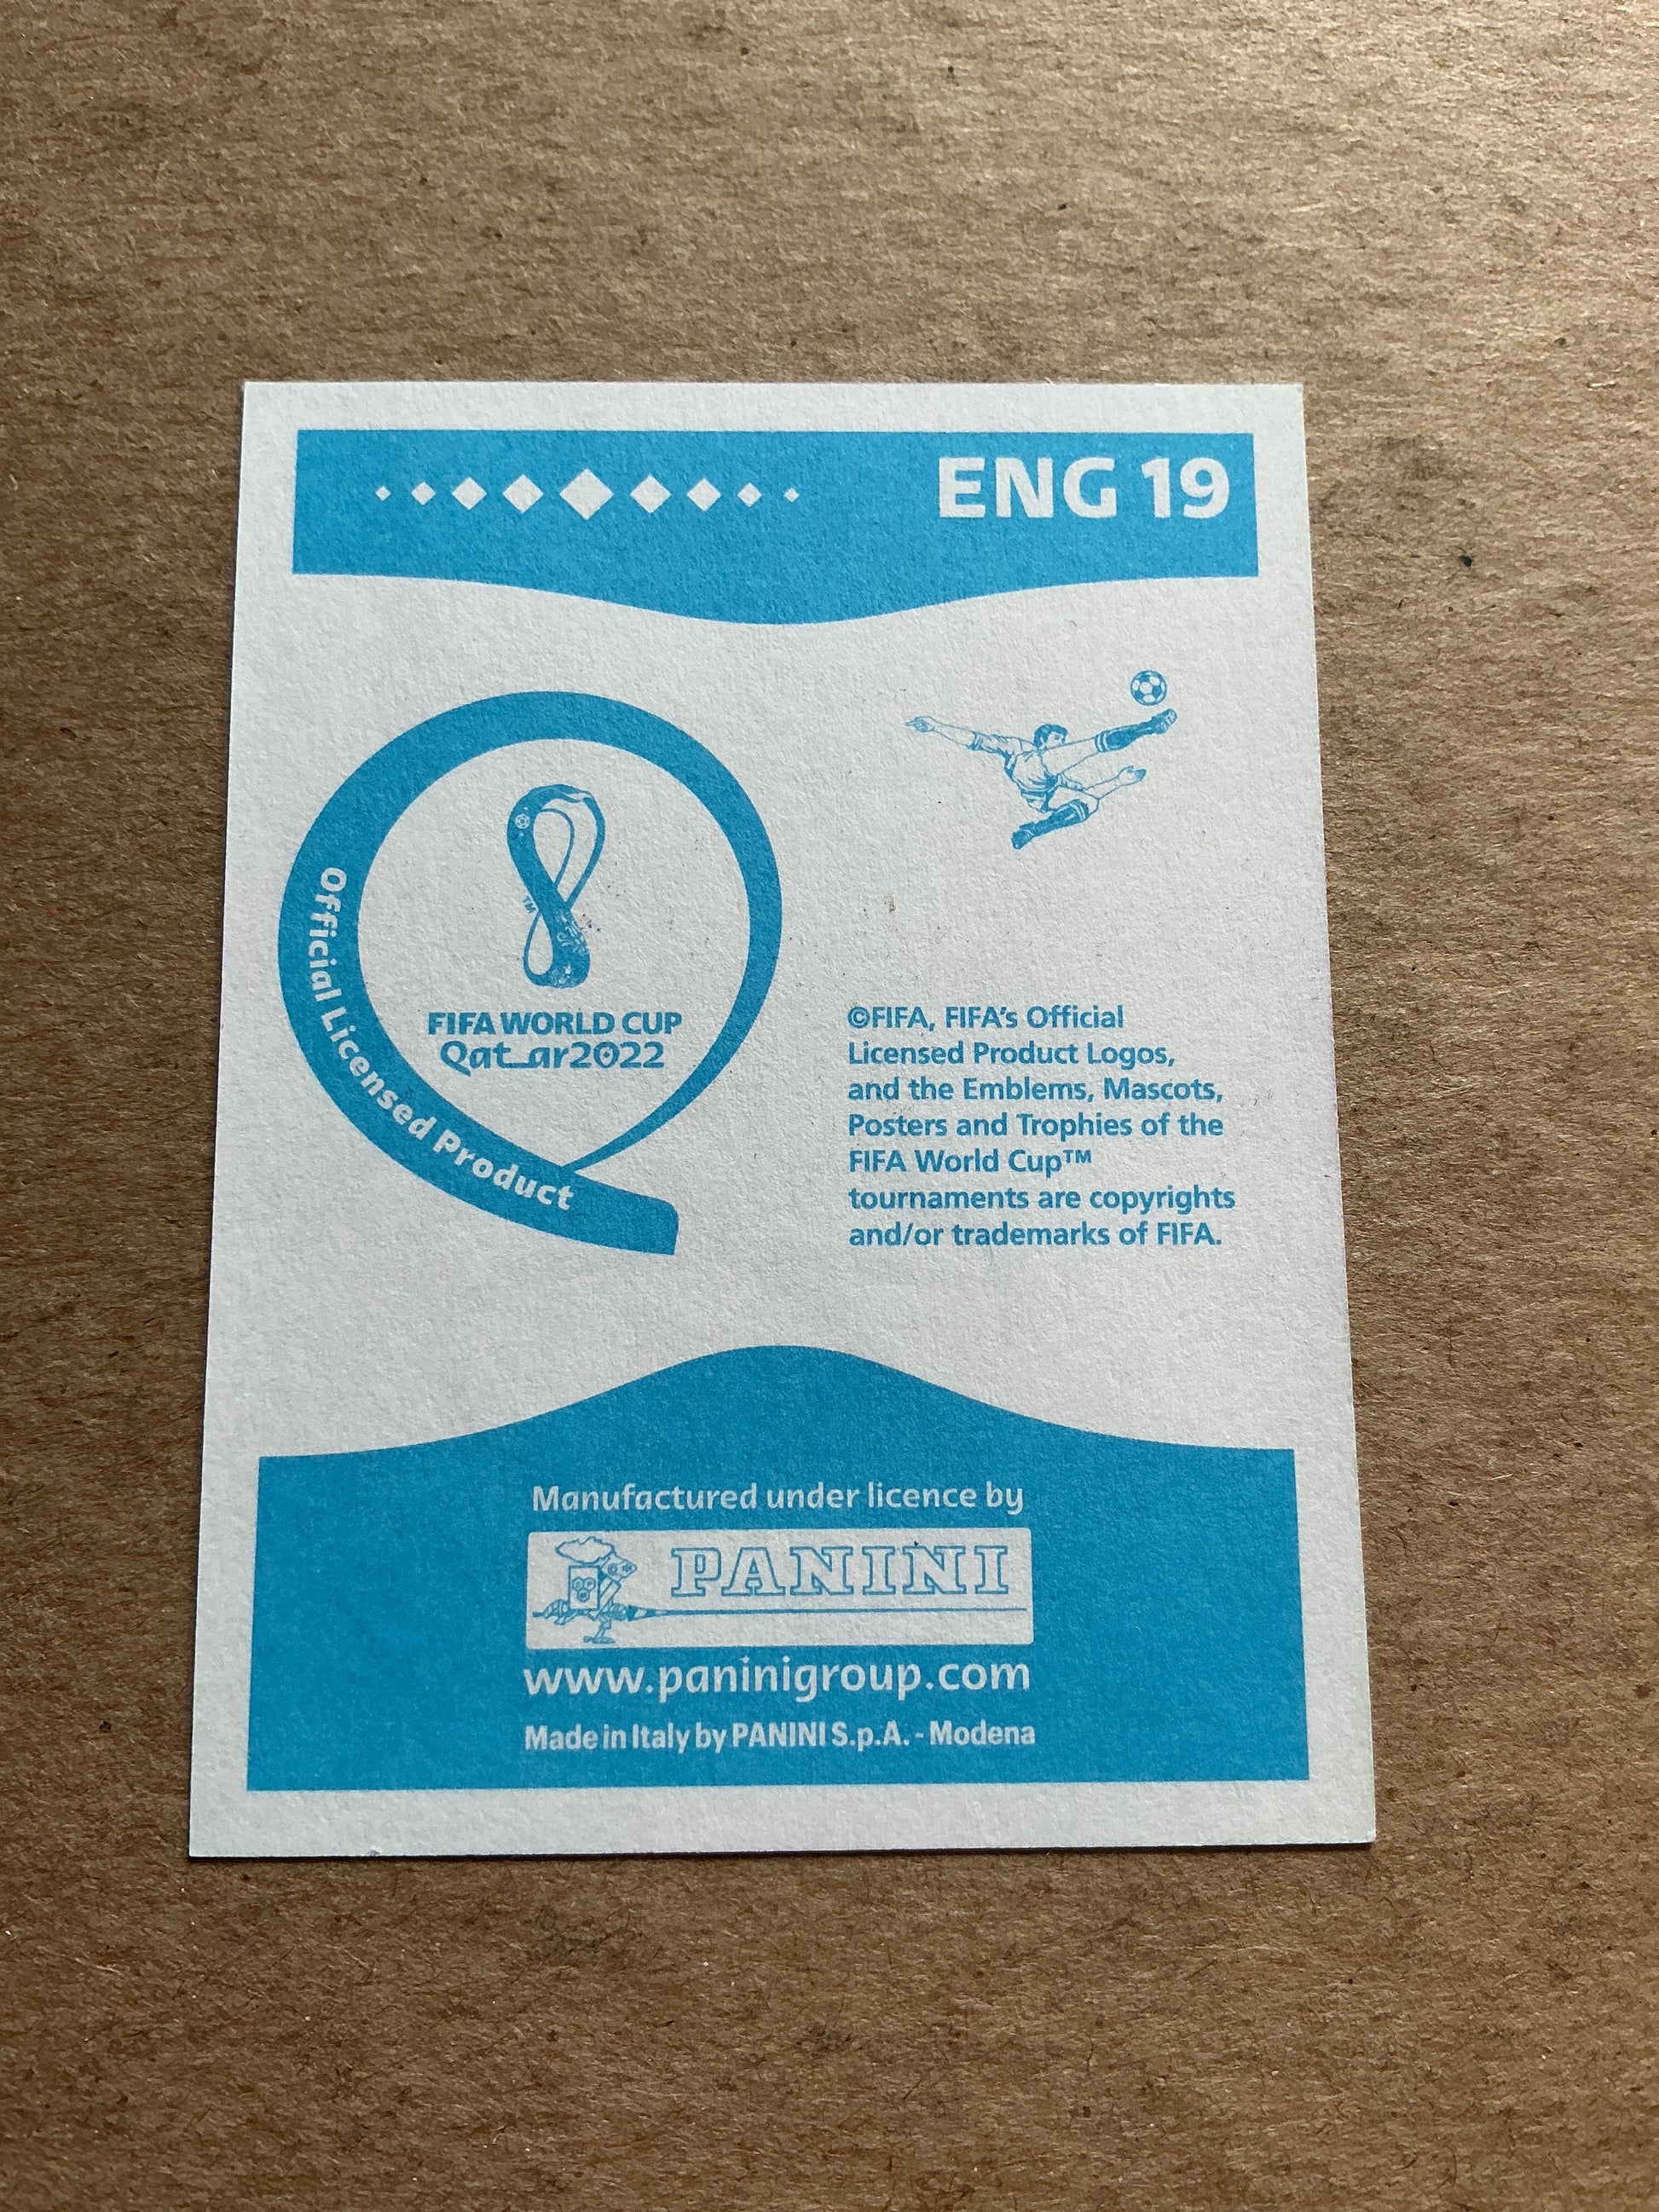 ENG 19
Official Licensed Product
TM
FIFA WORLD CUP
Qatar2022
©FIFA, FIFA's Official
Licensed Product Logos,
and the Emblems, Mascots,
Posters and Trophies of the
FIFA World Cup™
tournaments are copyrights
and/or trademarks of FIFA.
Manufactured under licence by
PANINI
www.paninigroup.com
Made in Italy by PANINI S.p.A. - Modena